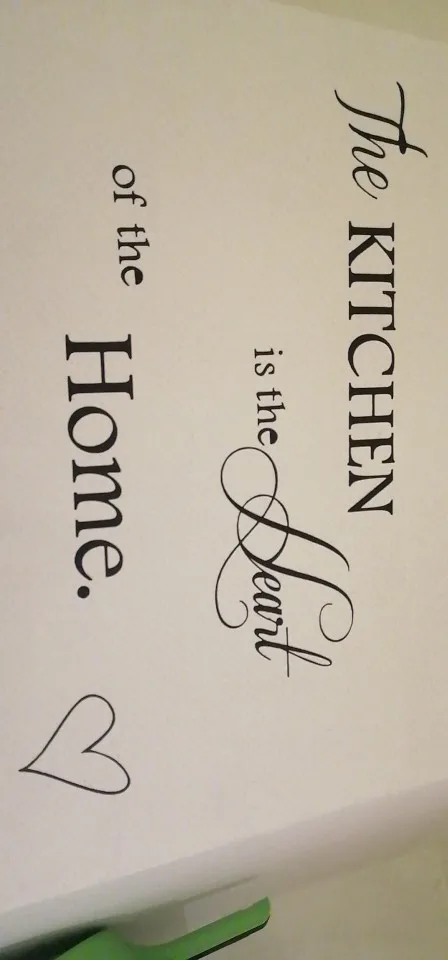 The KITCHEN
is the Heart
of the Home.